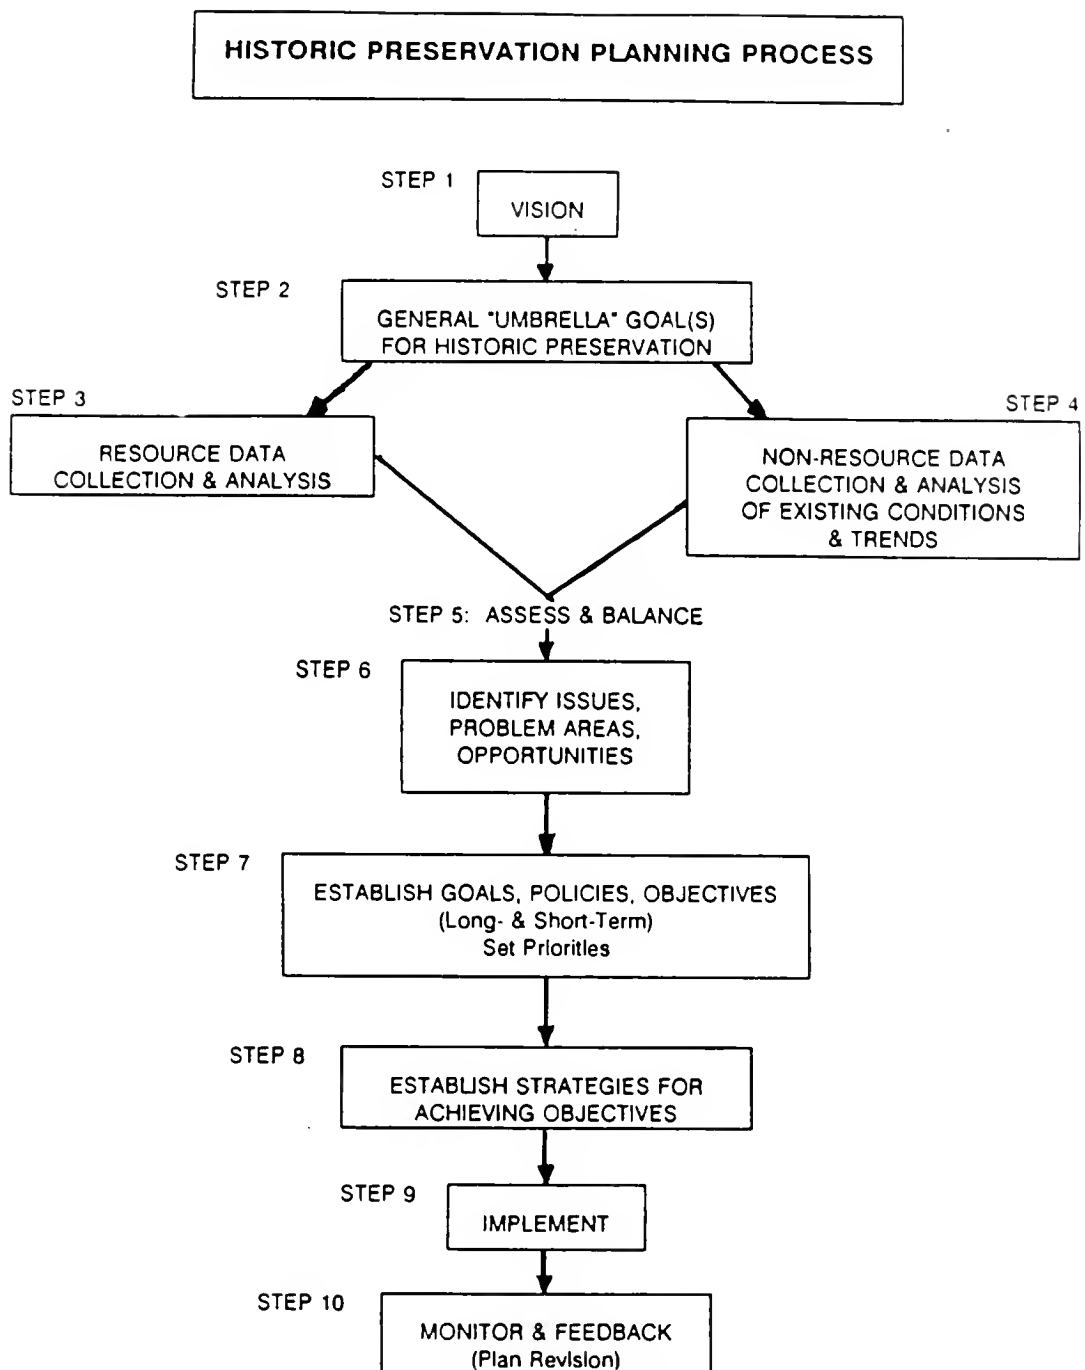 HISTORIC PRESERVATION PLANNING PROCESS
STEP 1
VISION
STEP 2
GENERAL "UMBRELLA" GOAL(S)
FOR HISTORIC PRESERVATION
STEP 3
RESOURCE DATA
COLLECTION & ANALYSIS
STEP 4
NON-RESOURCE DATA
COLLECTION & ANALYSIS
OF EXISTING CONDITIONS
& TRENDS
STEP 5: ASSESS & BALANCE
STEP 6
IDENTIFY ISSUES,
PROBLEM AREAS,
OPPORTUNITIES
STEP 7
ESTABLISH GOALS, POLICIES, OBJECTIVES
(Long- & Short-Term)
Set Priorities
STEP 8
ESTABLISH STRATEGIES FOR
ACHIEVING OBJECTIVES
STEP 9
IMPLEMENT
STEP 10
MONITOR & FEEDBACK
(Plan Revision)